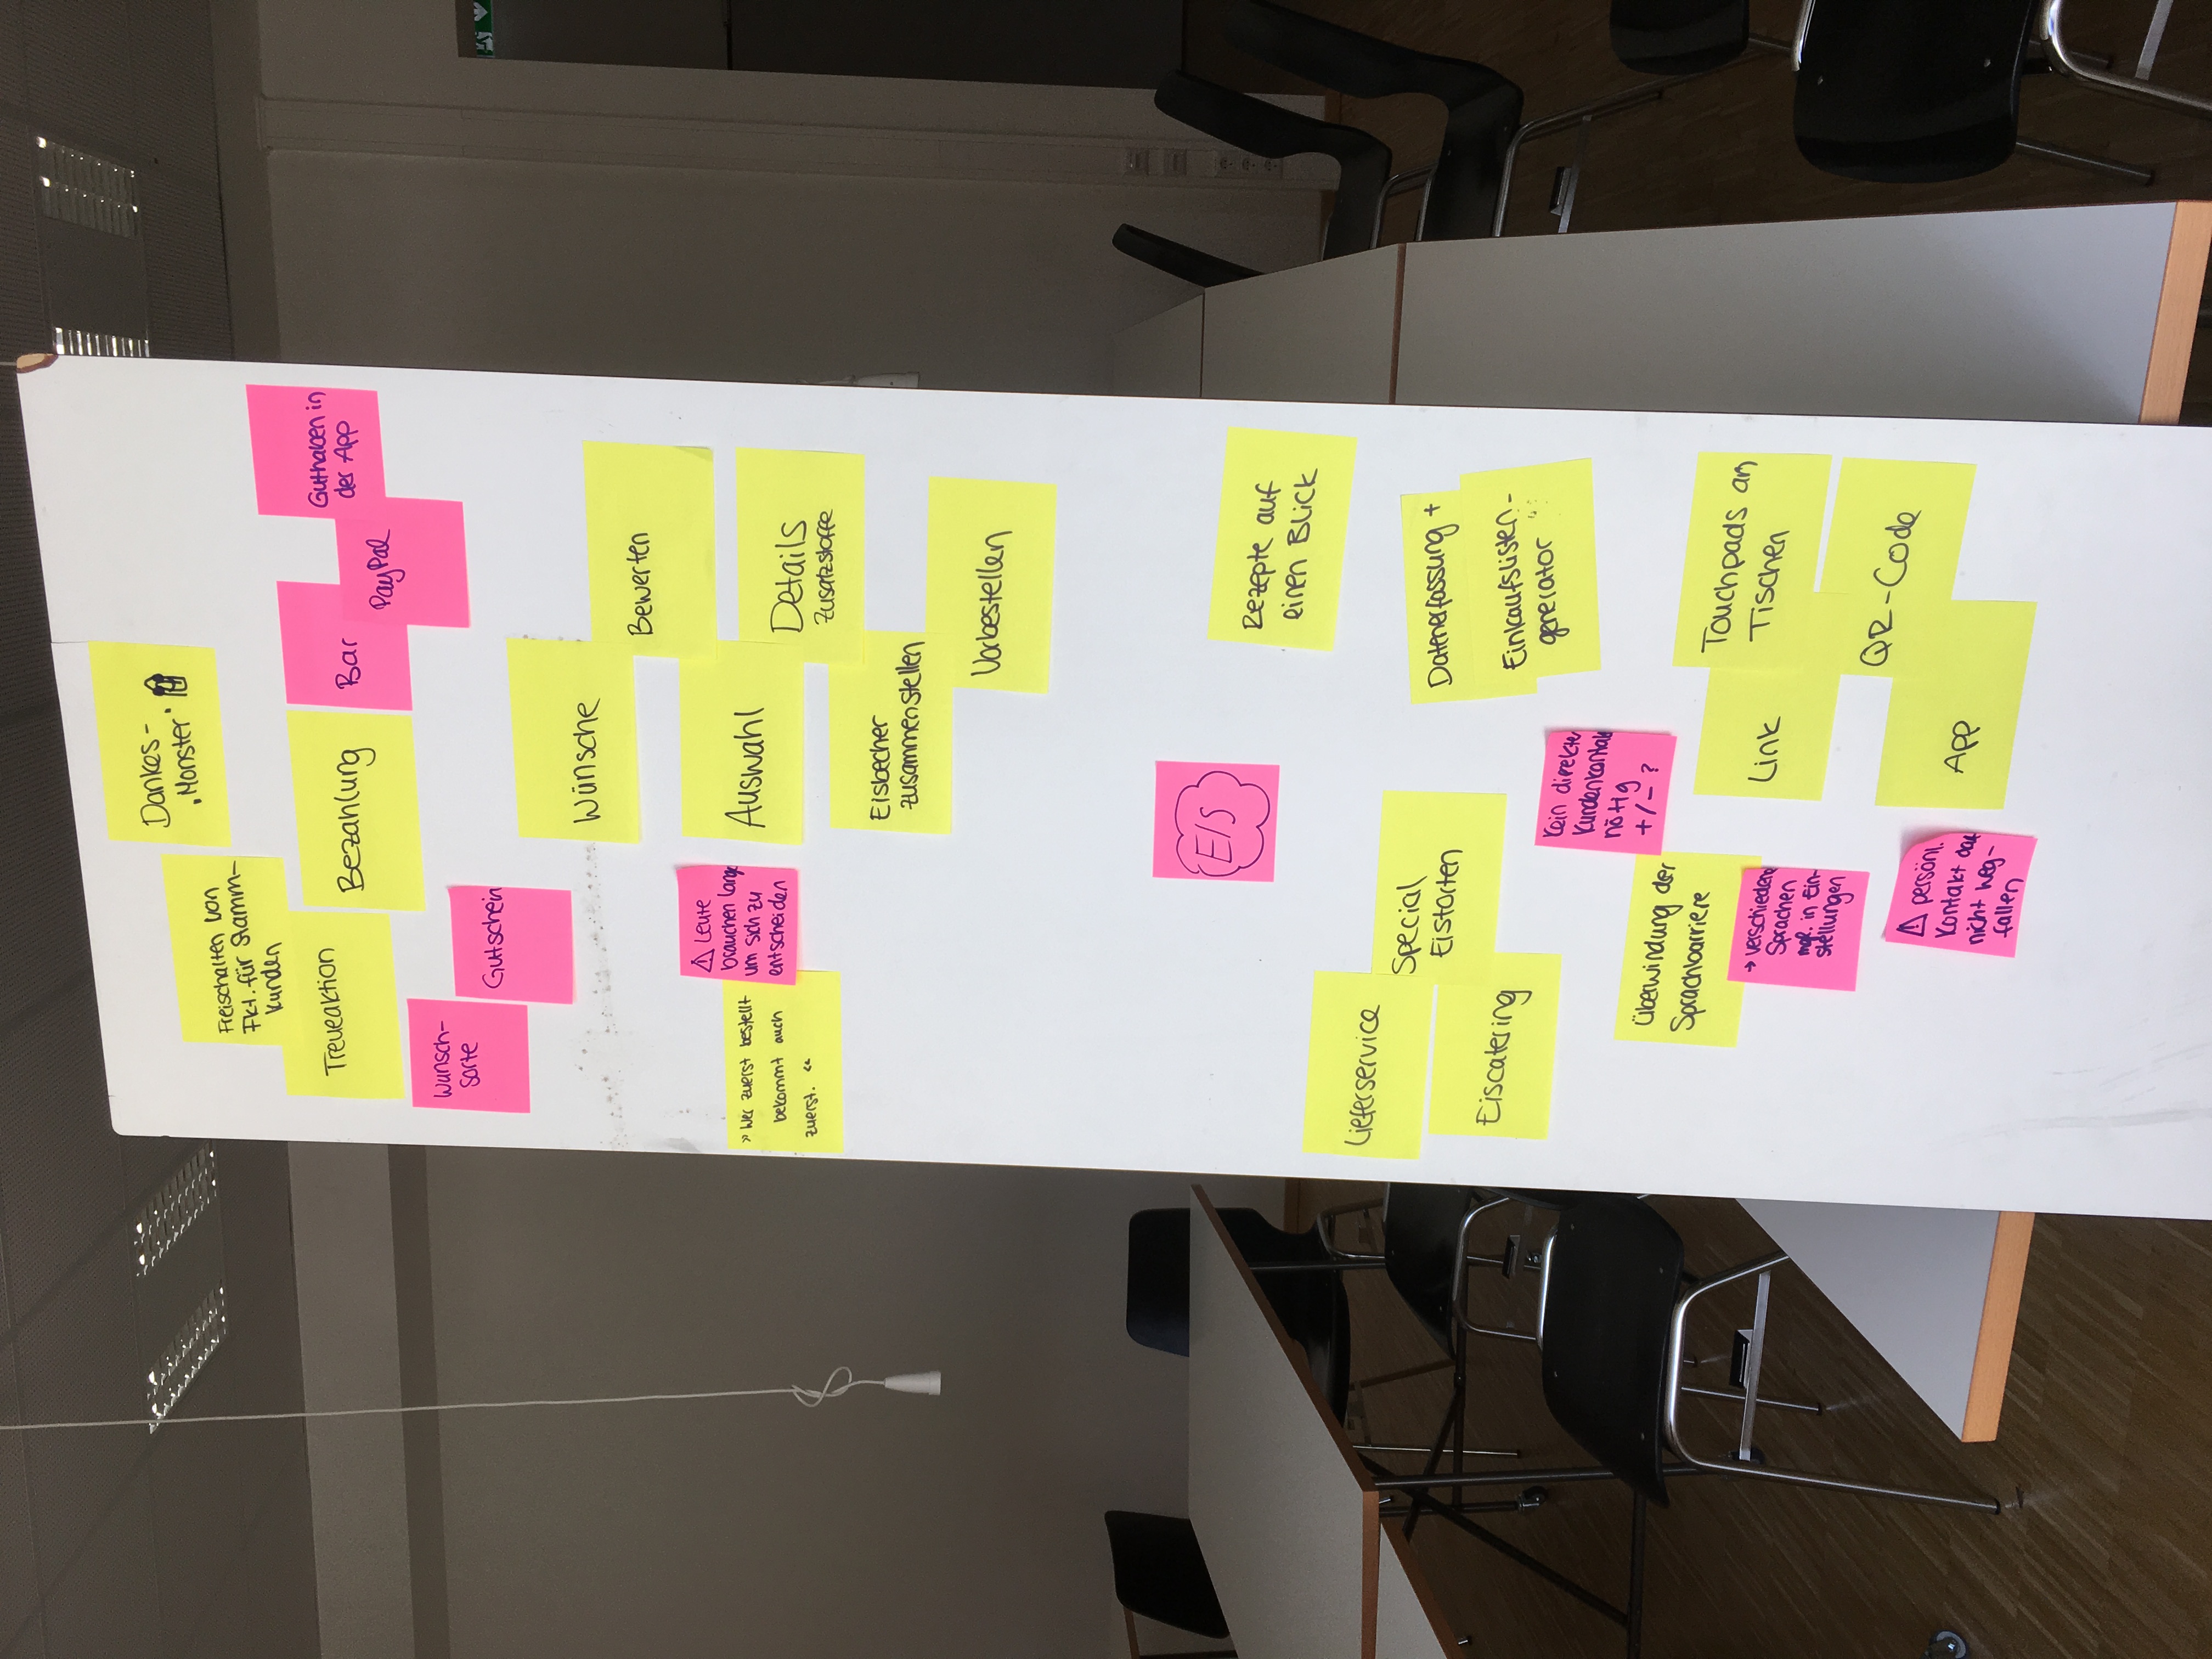 Dankes-
"Monster"
Freischalten von
Fkt. für Stamm-
kunden
Treueaktion
Bezahlung
Bar
PayPal
Guthaben in
der App
Wunsch-
sorte
Gutschein
Wünsche
Bewerten
⚠ Leute
brauchen lange
um sich zu
entscheiden
» Wer zuerst bestellt
bekommt auch
zuerst. «
Auswahl
Details
Zusatzstoffe
Eisbecher
zusammenstellen
Vorbestellen
EIS
Rezepte auf
einen Blick
Lieferservice
Special
Eistorten
Eiscatering
Datenerfassung +
Einkaufslisten-
generator
Kein direkter
Kundenkontakt
nötig
+/- ?
Überwindung der
Sprachbarriere
→ verschiedene
Sprachen
mgl. in Ein-
stellungen
Link
Touchpads an
Tischen
QR-Code
App
⚠ persönl.
Kontakt darf
nicht weg-
fallen